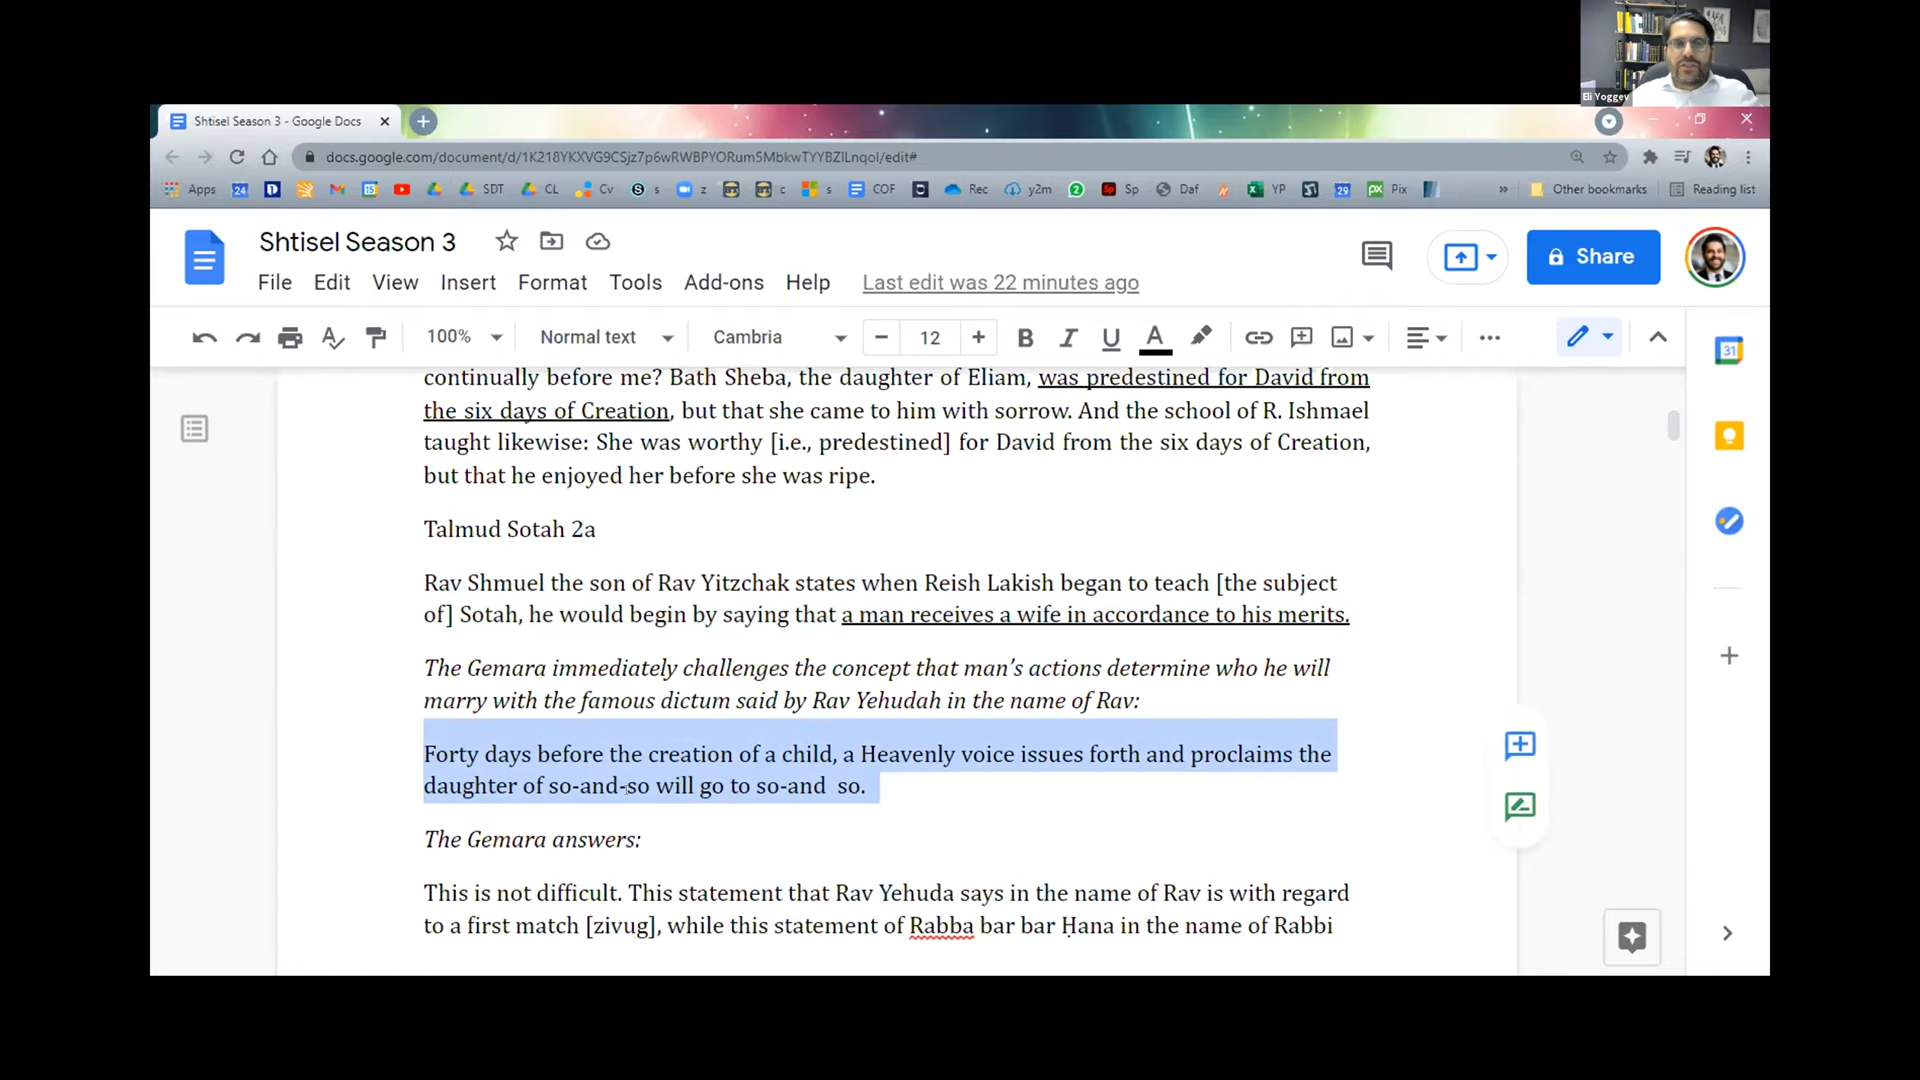 Eli Yoggev
Shtisel Season 3 - Google Docs
docs.google.com/document/d/1K218YKXVG9CSjz7p6wRWBPYORum5MbkwTYYBZILnqoI/edit#
Apps 24 15 SDT CL Cv s z c s COF Rec y2m 2 Sp Daf YP 29 px Pix » Other bookmarks Reading list
Shtisel Season 3
Share
File Edit View Insert Format Tools Add-ons Help Last edit was 22 minutes ago
100% Normal text Cambria − 12 + B I U A
31
continually before me? Bath Sheba, the daughter of Eliam, was predestined for David from
the six days of Creation, but that she came to him with sorrow. And the school of R. Ishmael
taught likewise: She was worthy [i.e., predestined] for David from the six days of Creation,
but that he enjoyed her before she was ripe.
Talmud Sotah 2a
Rav Shmuel the son of Rav Yitzchak states when Reish Lakish began to teach [the subject
of] Sotah, he would begin by saying that a man receives a wife in accordance to his merits.
The Gemara immediately challenges the concept that man’s actions determine who he will
marry with the famous dictum said by Rav Yehudah in the name of Rav:
Forty days before the creation of a child, a Heavenly voice issues forth and proclaims the
daughter of so-and-so will go to so-and  so.
The Gemara answers:
This is not difficult. This statement that Rav Yehuda says in the name of Rav is with regard
to a first match [zivug], while this statement of Rabba bar bar Ḥana in the name of Rabbi